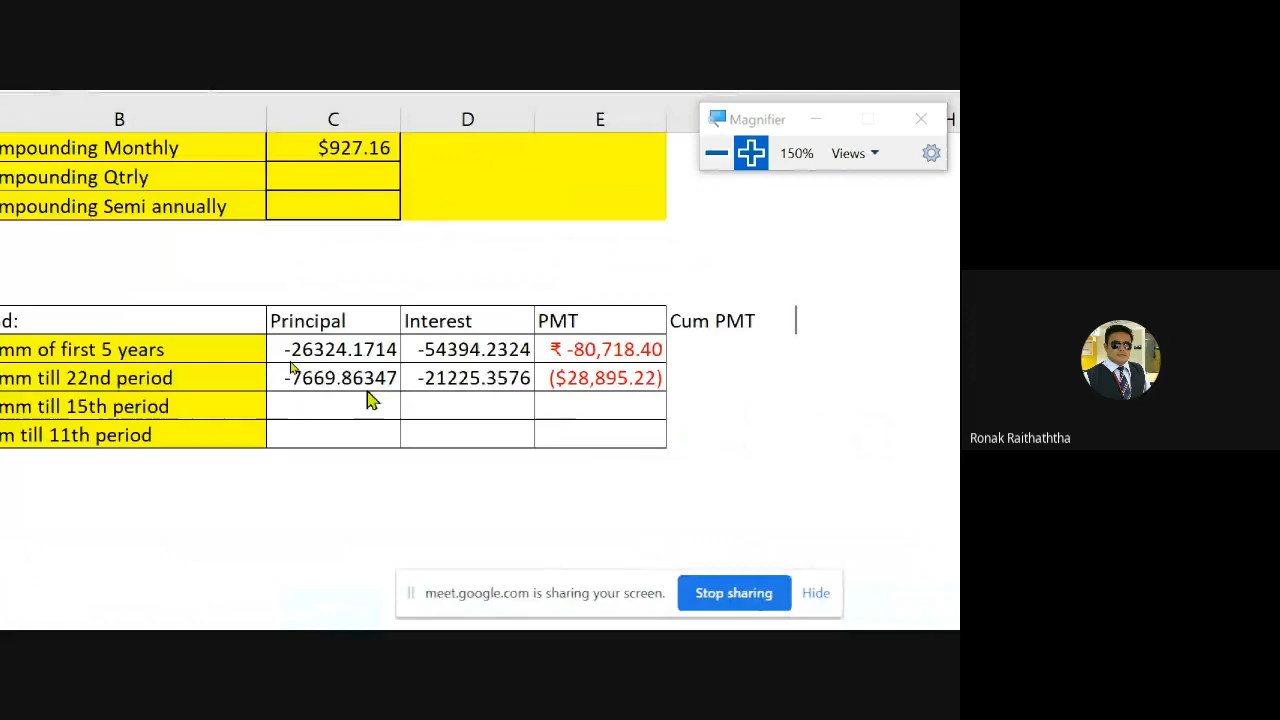 B C D E H
mpounding Monthly $927.16
mpounding Qtrly
mpounding Semi annually
Magnifier
150% Views
d: Principal Interest PMT Cum PMT
mm of first 5 years -26324.1714 -54394.2324 ₹ -80,718.40
mm till 22nd period -7669.86347 -21225.3576 ($28,895.22)
mm till 15th period
m till 11th period
meet.google.com is sharing your screen. Stop sharing Hide
Ronak Raithaththa